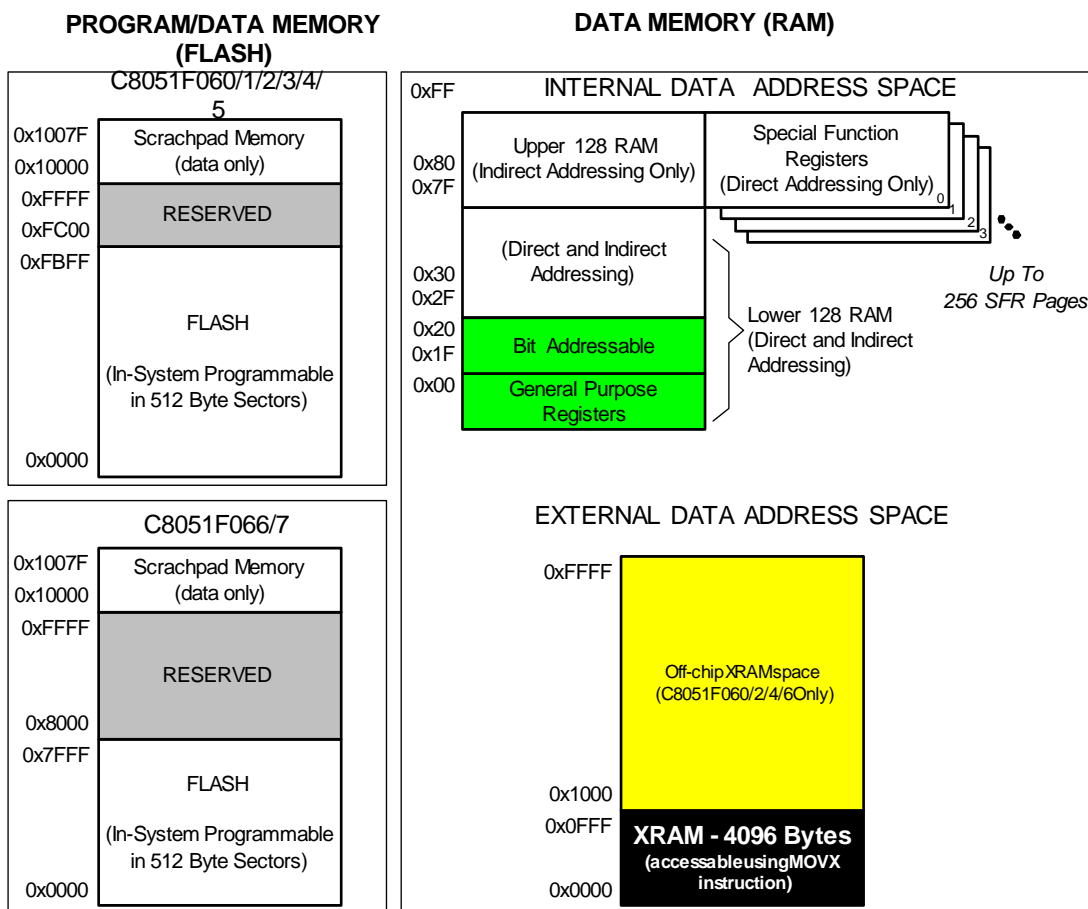 PROGRAM/DATA MEMORY
(FLASH)
C8051F060/1/2/3/4/
5
0x1007F
Scrachpad Memory
(data only)
0x10000
0xFFFF
RESERVED
0xFC00
0xFBFF
FLASH
(In-System Programmable
in 512 Byte Sectors)
0x0000
C8051F066/7
0x1007F
Scrachpad Memory
(data only)
0x10000
0xFFFF
RESERVED
0x8000
0x7FFF
FLASH
(In-System Programmable
in 512 Byte Sectors)
0x0000
DATA MEMORY (RAM)
INTERNAL DATA ADDRESS SPACE
0xFF
Upper 128 RAM
(Indirect Addressing Only)
0x80
0x7F
Special Function
Registers
(Direct Addressing Only)
0
1
2
3
Up To
256 SFR Pages
(Direct and Indirect
Addressing)
0x30
0x2F
0x20
Bit Addressable
0x1F
0x00
General Purpose
Registers
Lower 128 RAM
(Direct and Indirect
Addressing)
EXTERNAL DATA ADDRESS SPACE
0xFFFF
Off-chipXRAMspace
(C8051F060/2/4/6Only)
0x1000
0x0FFF
XRAM - 4096 Bytes
(accessableusingMOVX
instruction)
0x0000